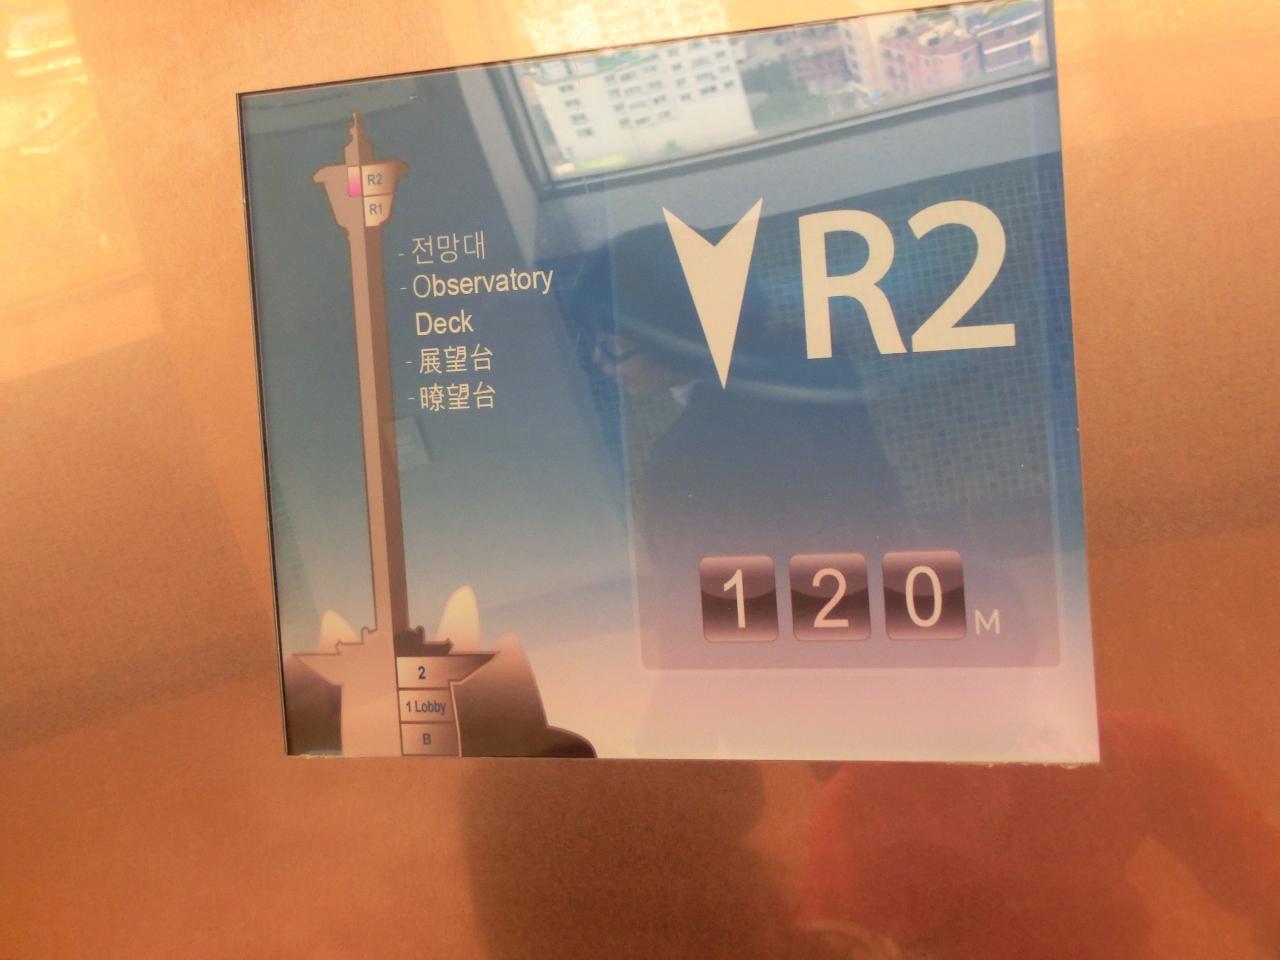 R2
R1
- 전망대
- Observatory
Deck
- 展望台
- 瞭望台
2
1 Lobby
B
R2
120 M